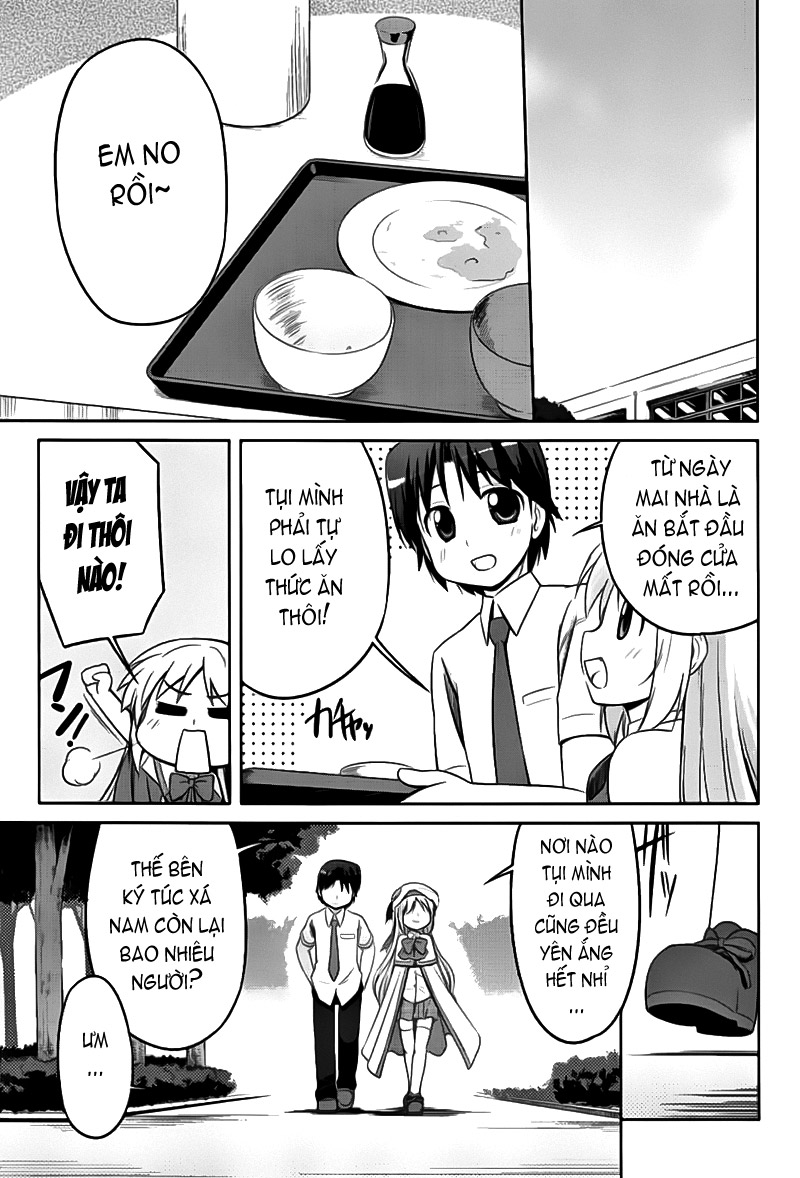 EM NO
RỒI~
TỪ NGÀY
MAI NHÀ LÀ
ĂN BẮT ĐẦU
ĐÓNG CỬA
MẤT RỒI...
TỤI MÌNH
PHẢI TỰ
LO LẤY
THỨC ĂN
THÔI!
VẬY TA
ĐI THÔI
NÀO!
NƠI NÀO
TỤI MÌNH
ĐI QUA
CŨNG ĐỀU
YÊN ẮNG
HẾT NHỈ
...
THẾ BÊN
KÝ TÚC XÁ
NAM CÒN LẠI
BAO NHIÊU
NGƯỜI?
ƯM
...